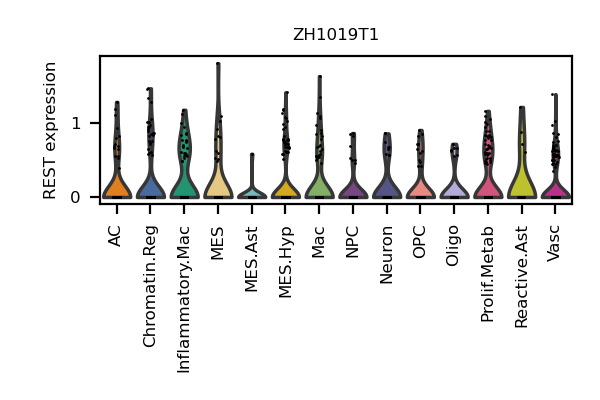 ZH1019T1
REST expression
1
0
AC
Chromatin.Reg
Inflammatory.Mac
MES
MES.Ast
MES.Hyp
Mac
NPC
Neuron
OPC
Oligo
Prolif.Metab
Reactive.Ast
Vasc